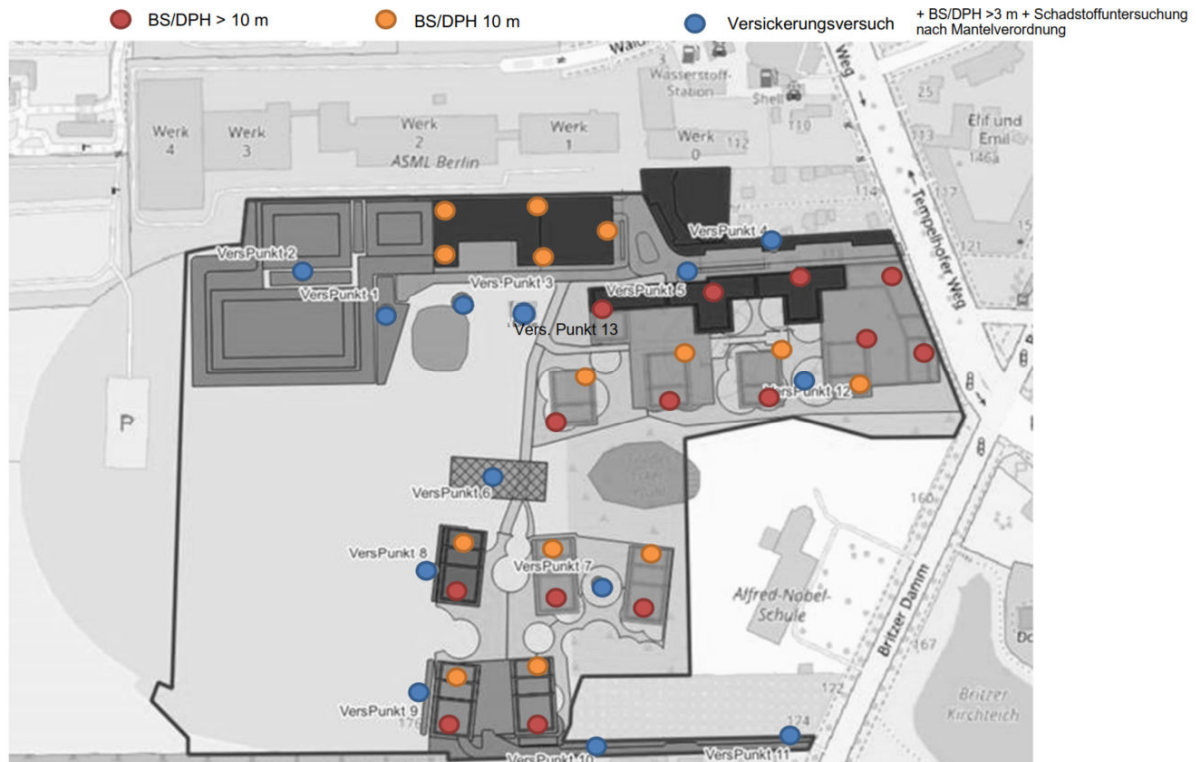 BS/DPH > 10 m
BS/DPH 10 m
Versickerungsversuch
+ BS/DPH >3 m + Schadstoffuntersuchung
nach Mantelverordnung
Weg
Wasserstoff-
Station
3
Shell
110
112
25
113
Elif und
Emil
146a
Werk
4
Werk
3
Werk
2
Werk
1
Werk
0
ASML Berlin
114
117
121
Tempelhofer Weg
VersPunkt 4
VersPunkt 2
VersPunkt 1
Vers.Punkt 3
VersPunkt 5
Vers. Punkt 13
VersPunkt 12
P
VersPunkt 6
160
VersPunkt 8
VersPunkt 7
Alfred-Nobel-
Schule
Britzer Damm
167
172
VersPunkt 9
176
174
Britzer
Kirchteich
VersPunkt 10
VersPunkt 11